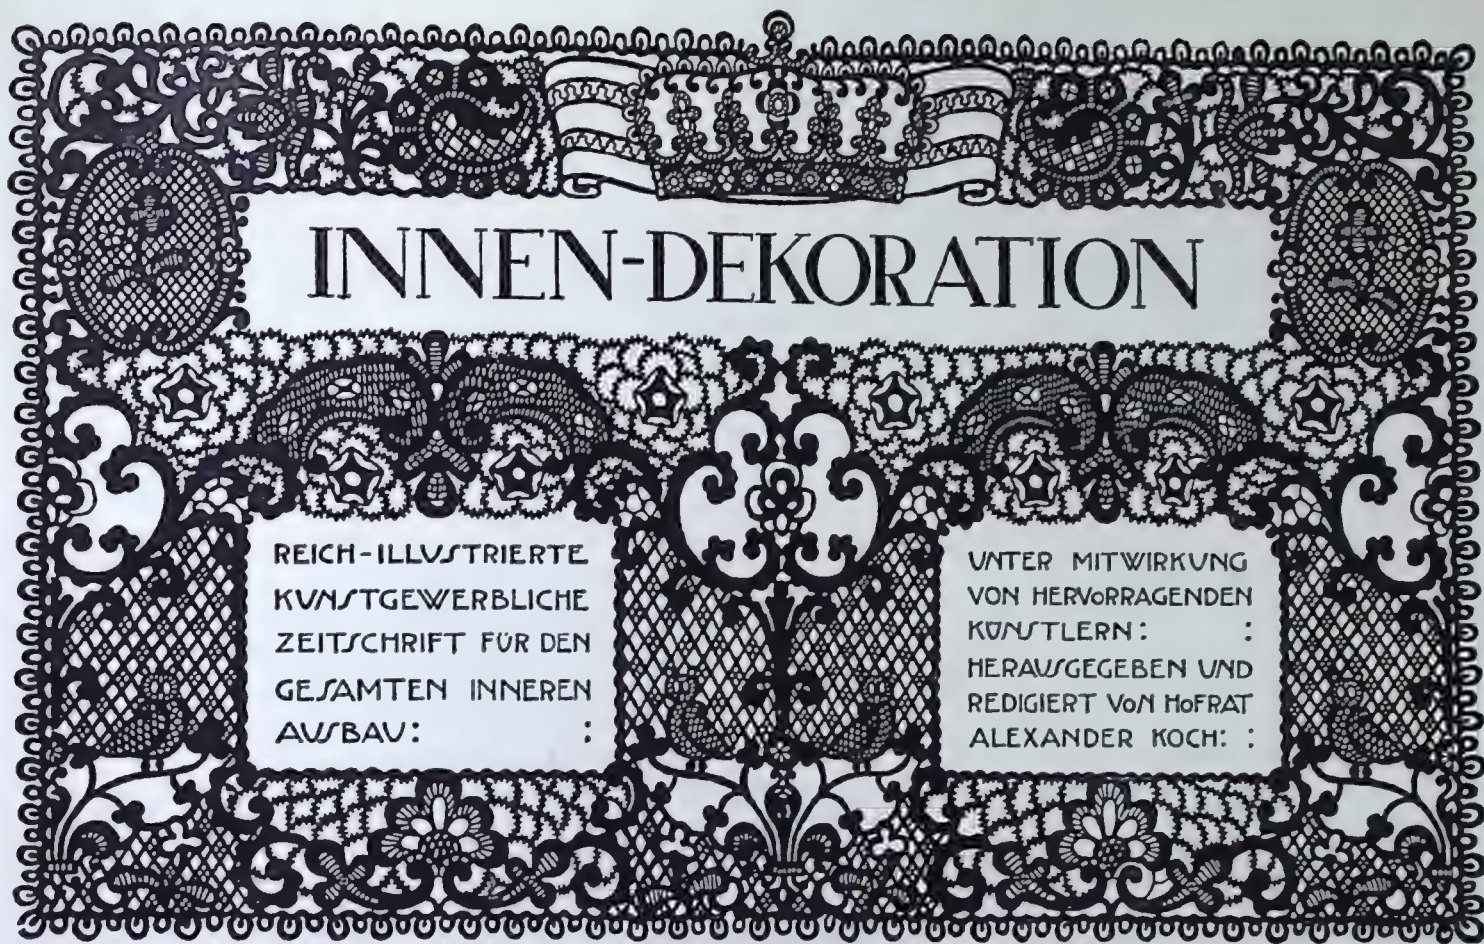 INNEN-DEKORATION
REICH-ILLUSTRIERTE
KUNSTGEWERBLICHE
ZEITSCHRIFT FÜR DEN
GESAMTEN INNEREN
AUSBAU: :
UNTER MITWIRKUNG
VON HERVORRAGENDEN
KÜNSTLERN: :
HERAUSGEGEBEN UND
REDIGIERT VON HOFRAT
ALEXANDER KOCH: :